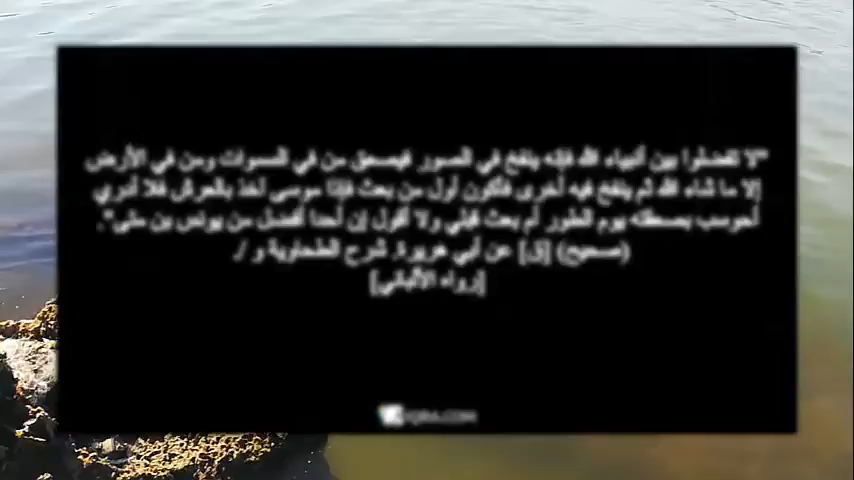 "لا تفضلوا بين أنبياء الله فإنه ينفخ في الصور فيصعق من في السموات ومن في الأرض
إلا ما شاء الله ثم ينفخ فيه أخرى فأكون أول من بعث فإذا موسى آخذ بالعرش فلا أدري
أحوسب بصعقته يوم الطور أم بعث قبلي ولا أقول إن أحدا أفضل من يونس بن متى".
(صحيح) [ق] عن أبي هريرة. شرح الطحاوية و /.
[رواه الألباني]